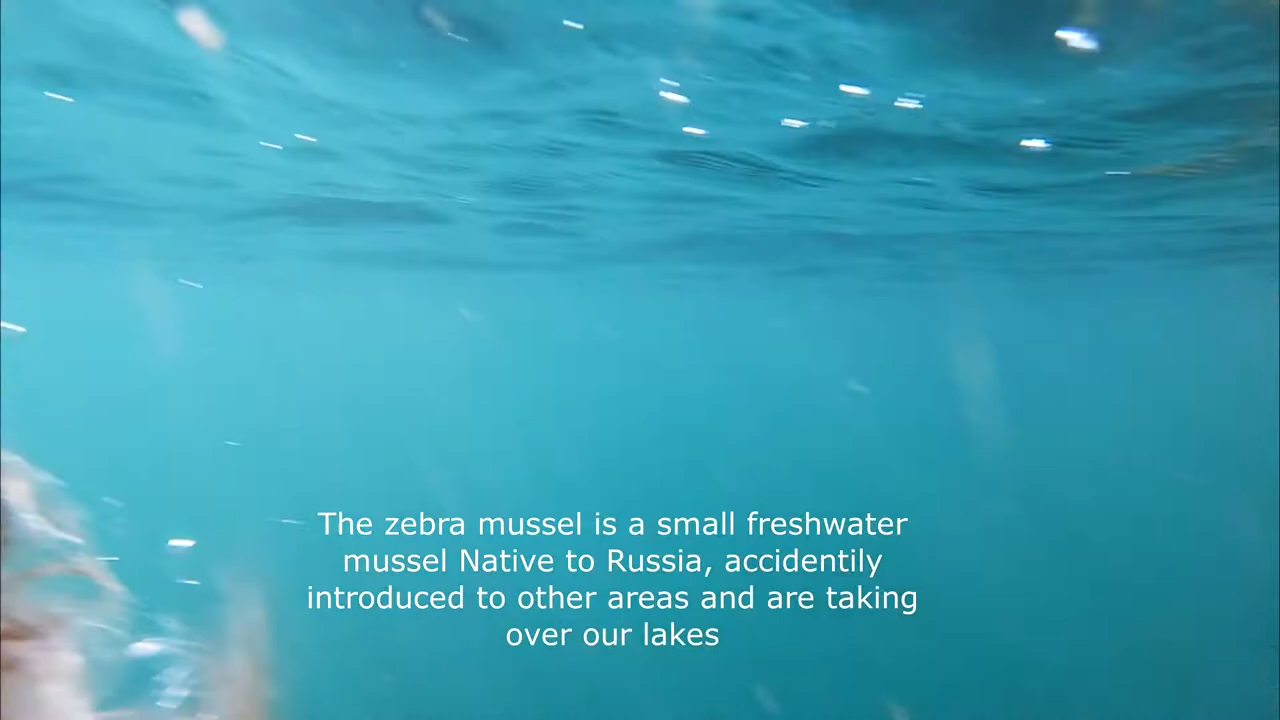 The zebra mussel is a small freshwater
mussel Native to Russia, accidentily
introduced to other areas and are taking
over our lakes